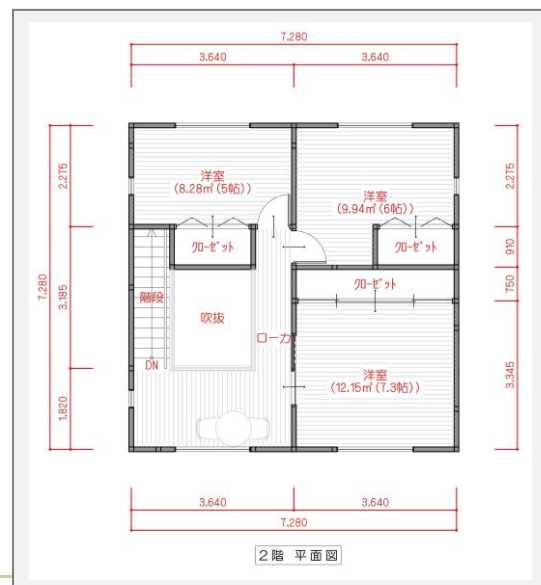 7.280
3.640
3.640
2.275
3.185
1.820
7.280
洋室
(8.28㎡(5帖))
洋室
(9.94㎡(6帖))
2.275
910
750
3.345
クローゼット
クローゼット
クローゼット
階段
吹抜
ローカ
DN
洋室
(12.15㎡(7.3帖))
3.640
3.640
7.280
2階 平面図